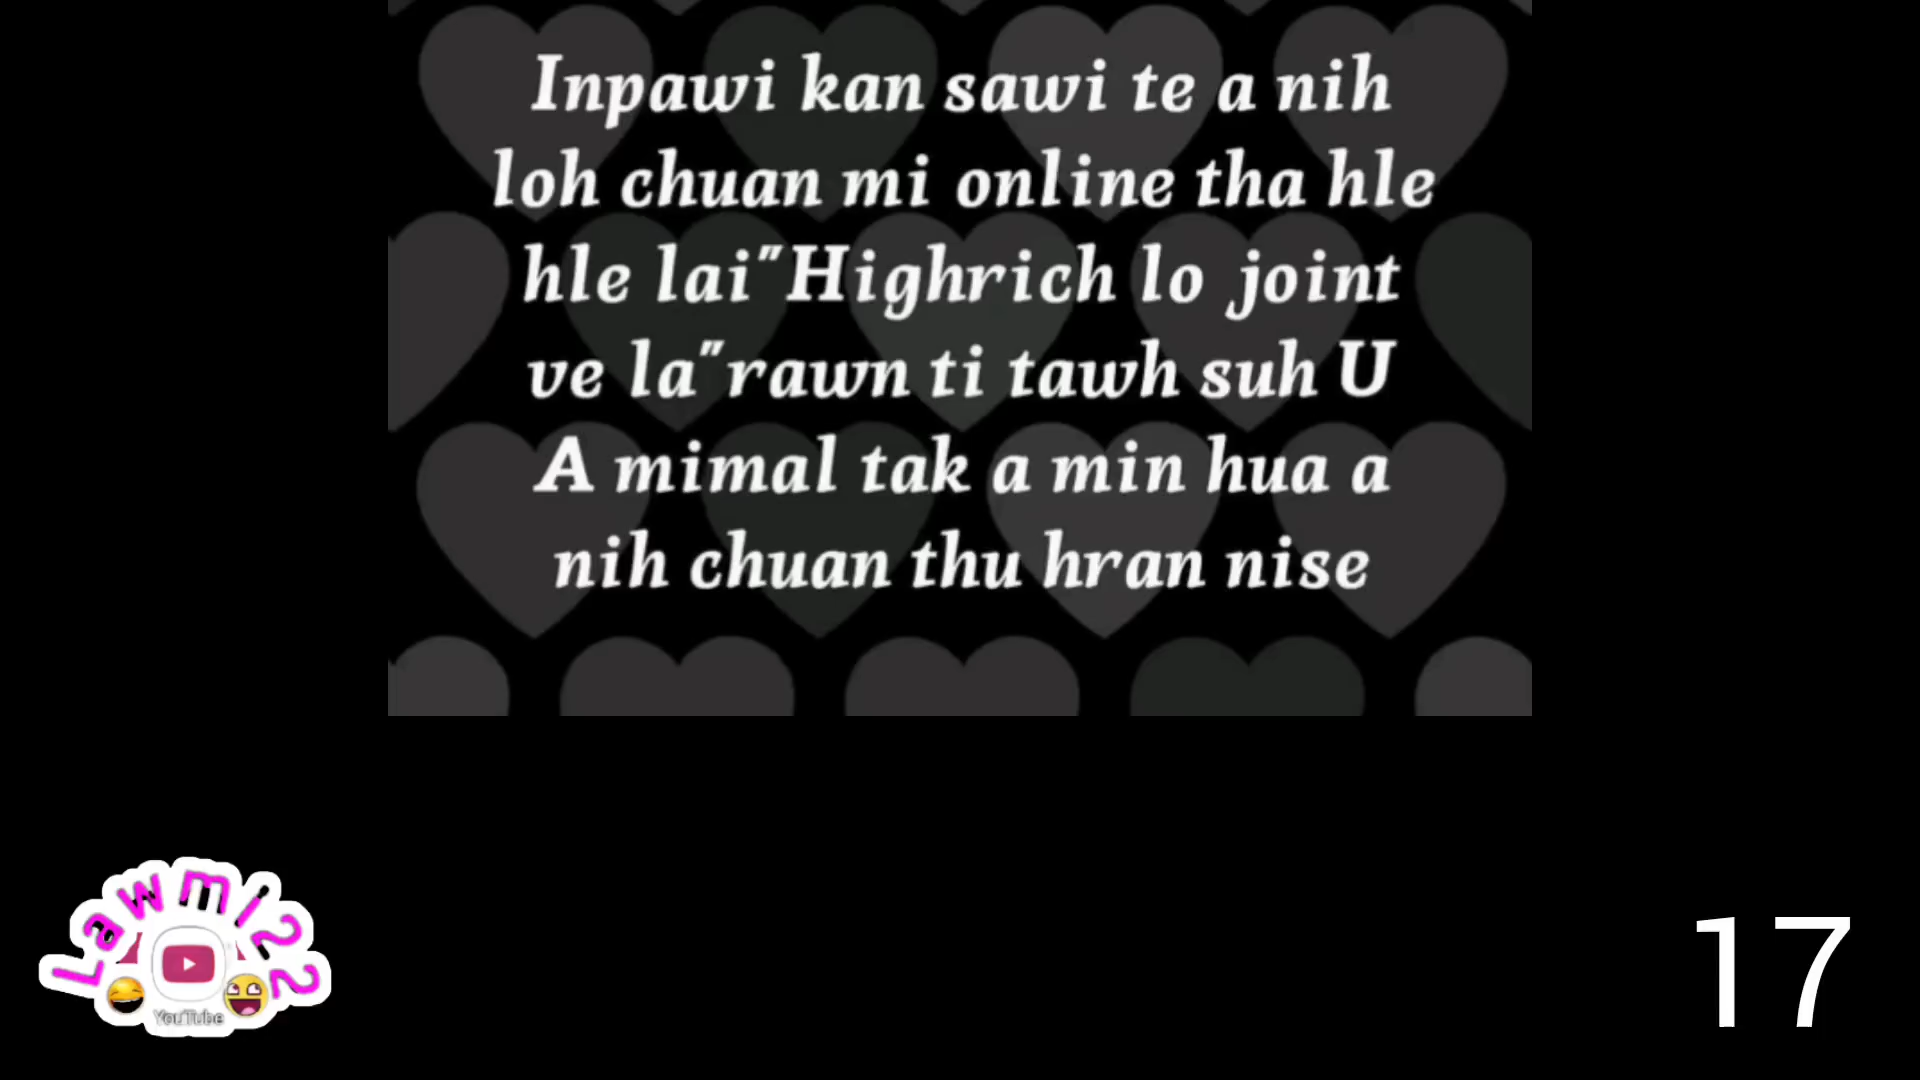 Inpawi kan sawi te a nih
loh chuan mi online tha hle
hle lai"Highrich lo joint
ve la"rawn ti tawh suh U
A mimal tak a min hua a
nih chuan thu hran nise
Lawmi22
YouTube
17